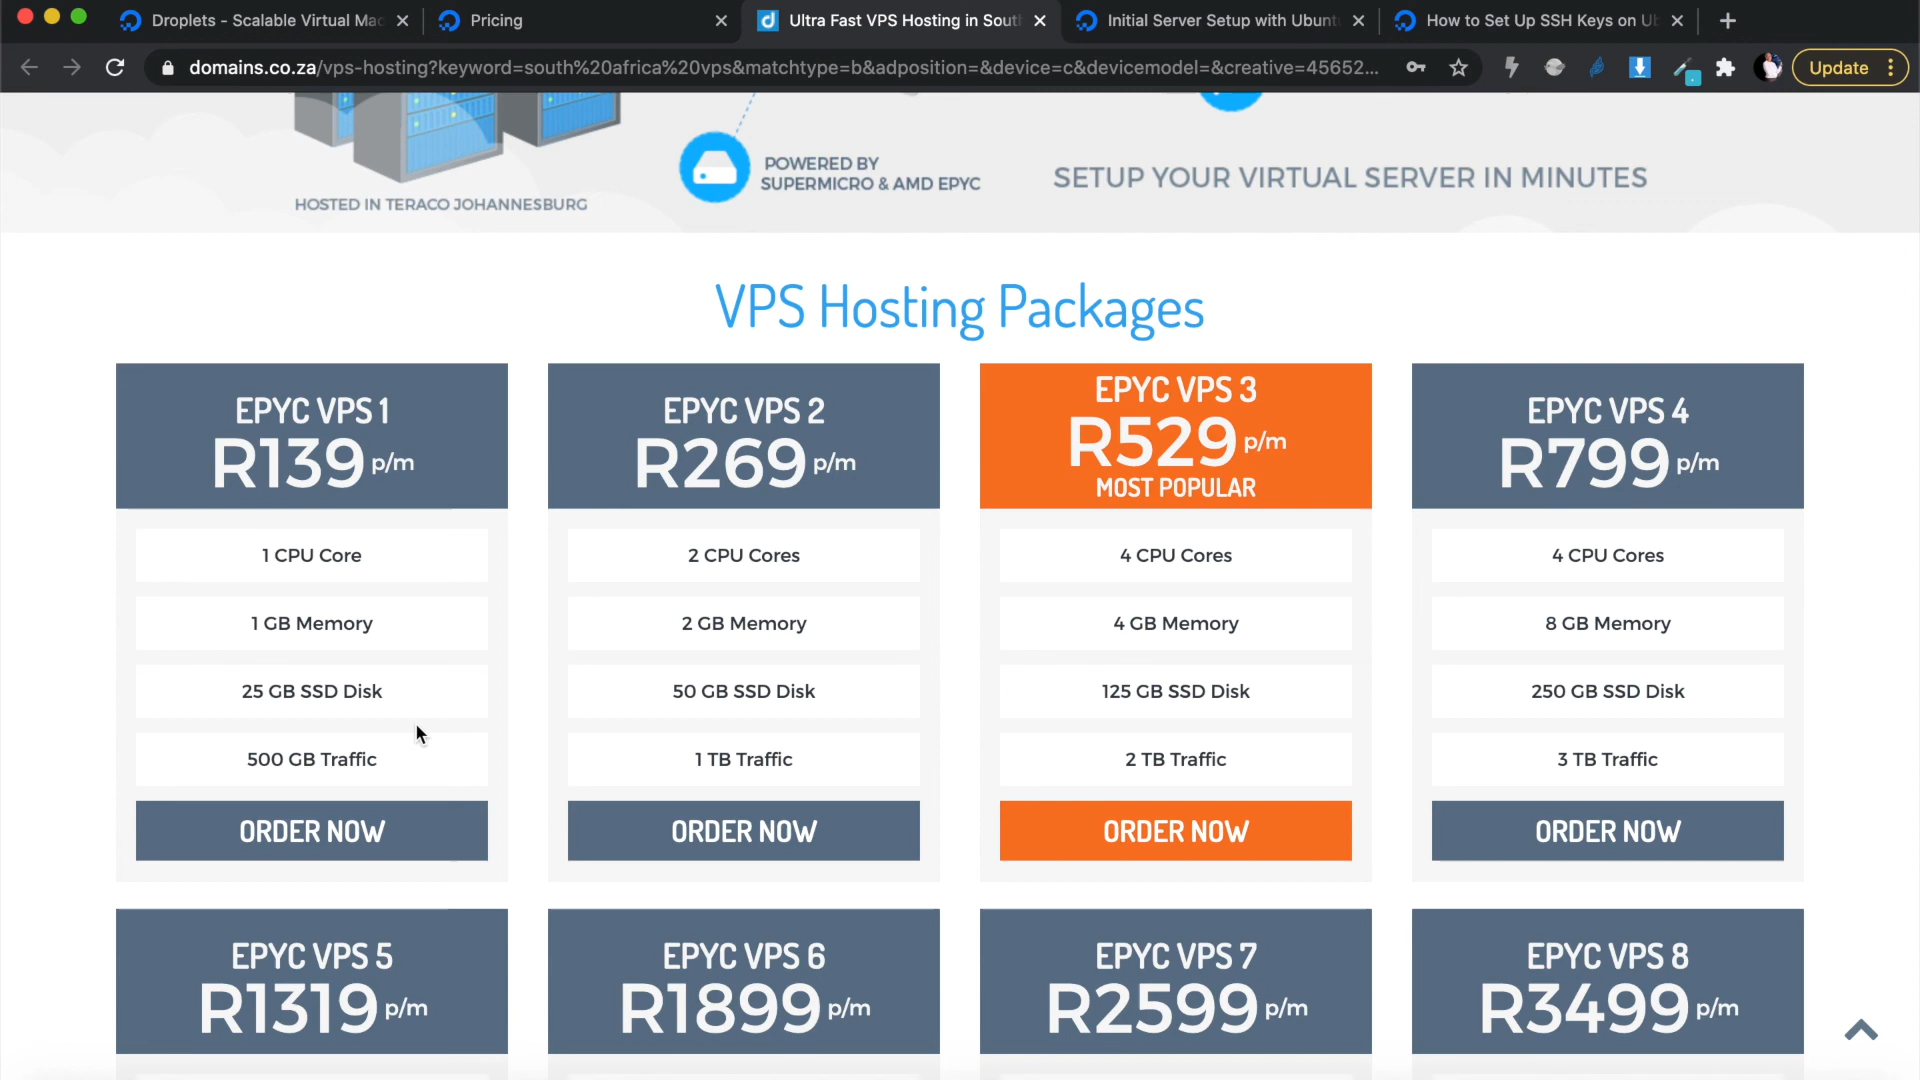 Droplets - Scalable Virtual Mac
Pricing
Ultra Fast VPS Hosting in Sout
Initial Server Setup with Ubunt
How to Set Up SSH Keys on Ub
domains.co.za/vps-hosting?keyword=south%20africa%20vps&matchtype=b&adposition=&device=c&devicemodel=&creative=45652...
Update
HOSTED IN TERACO JOHANNESBURG
POWERED BY
SUPERMICRO & AMD EPYC
SETUP YOUR VIRTUAL SERVER IN MINUTES
VPS Hosting Packages
EPYC VPS 1
R139 p/m
1 CPU Core
1 GB Memory
25 GB SSD Disk
500 GB Traffic
ORDER NOW
EPYC VPS 2
R269 p/m
2 CPU Cores
2 GB Memory
50 GB SSD Disk
1 TB Traffic
ORDER NOW
EPYC VPS 3
R529 p/m
MOST POPULAR
4 CPU Cores
4 GB Memory
125 GB SSD Disk
2 TB Traffic
ORDER NOW
EPYC VPS 4
R799 p/m
4 CPU Cores
8 GB Memory
250 GB SSD Disk
3 TB Traffic
ORDER NOW
EPYC VPS 5
R1319 p/m
EPYC VPS 6
R1899 p/m
EPYC VPS 7
R2599 p/m
EPYC VPS 8
R3499 p/m